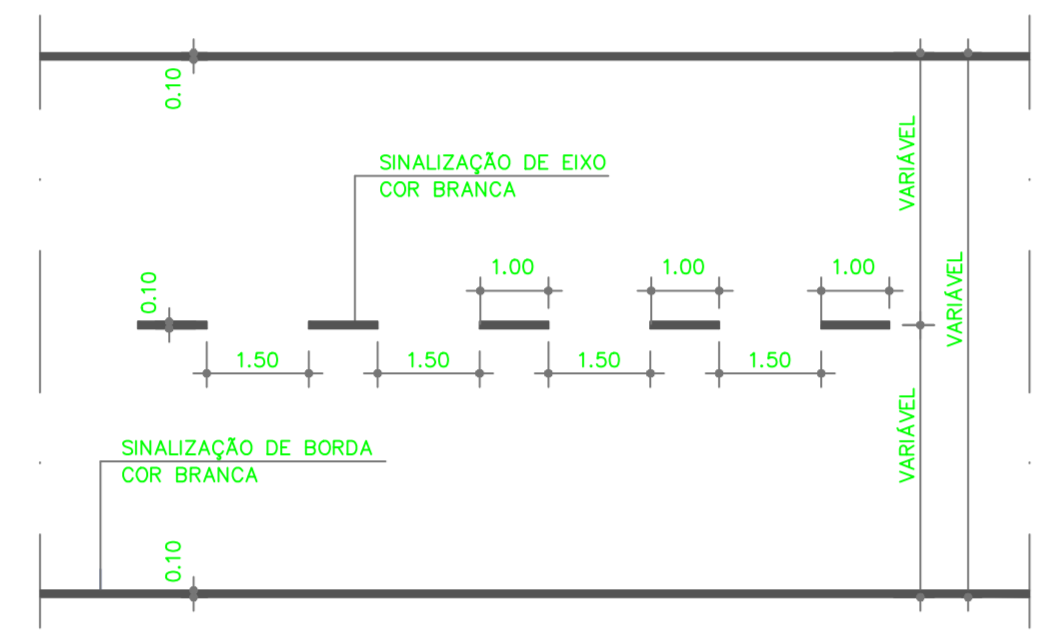 0.10
SINALIZAÇÃO DE EIXO
COR BRANCA
VARIÁVEL
0.10
1.00
1.00
1.00
VARIÁVEL
1.50
1.50
1.50
1.50
VARIÁVEL
SINALIZAÇÃO DE BORDA
COR BRANCA
0.10